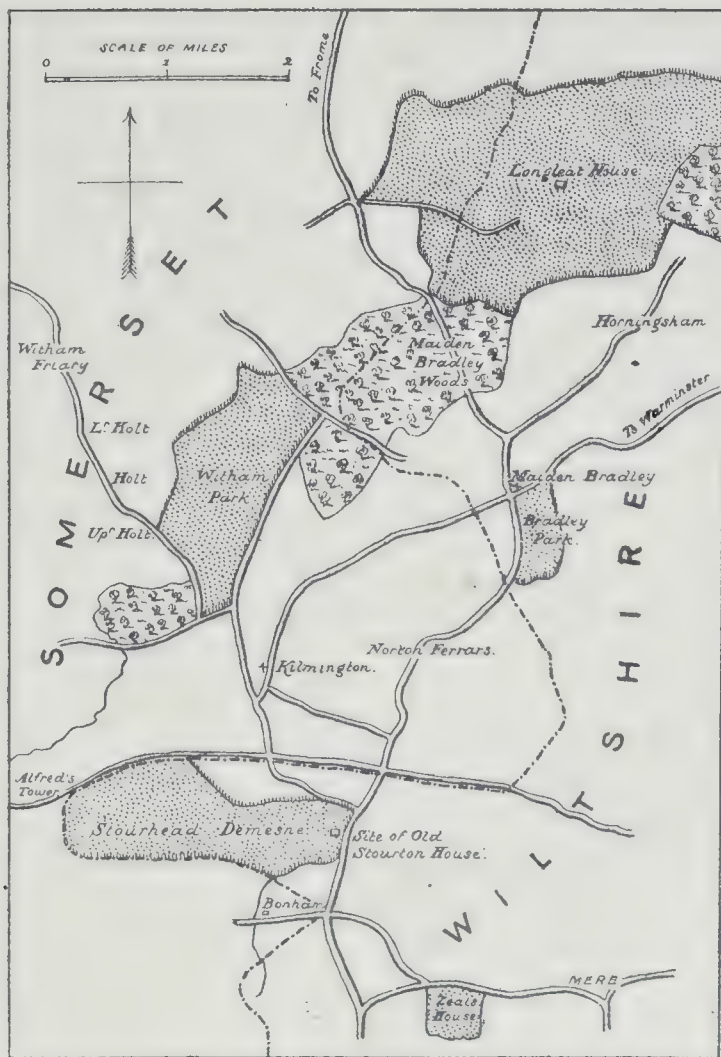 SCALE OF MILES
0 1 2
To Frome
Longleat House
SOMERSET
Witham
Friary
Maiden
Bradley
Woods
Horningsham
To Warminster
Lr. Holt
Holt
Witham
Park
Upr. Holt.
Maiden Bradley
Bradley
Park.
WILTSHIRE
Norton Ferrars.
Kilmington.
Alfred's
Tower
Stourhead Demesne
Site of Old
Stourton House.
Bonham
MERE
Zeals
House